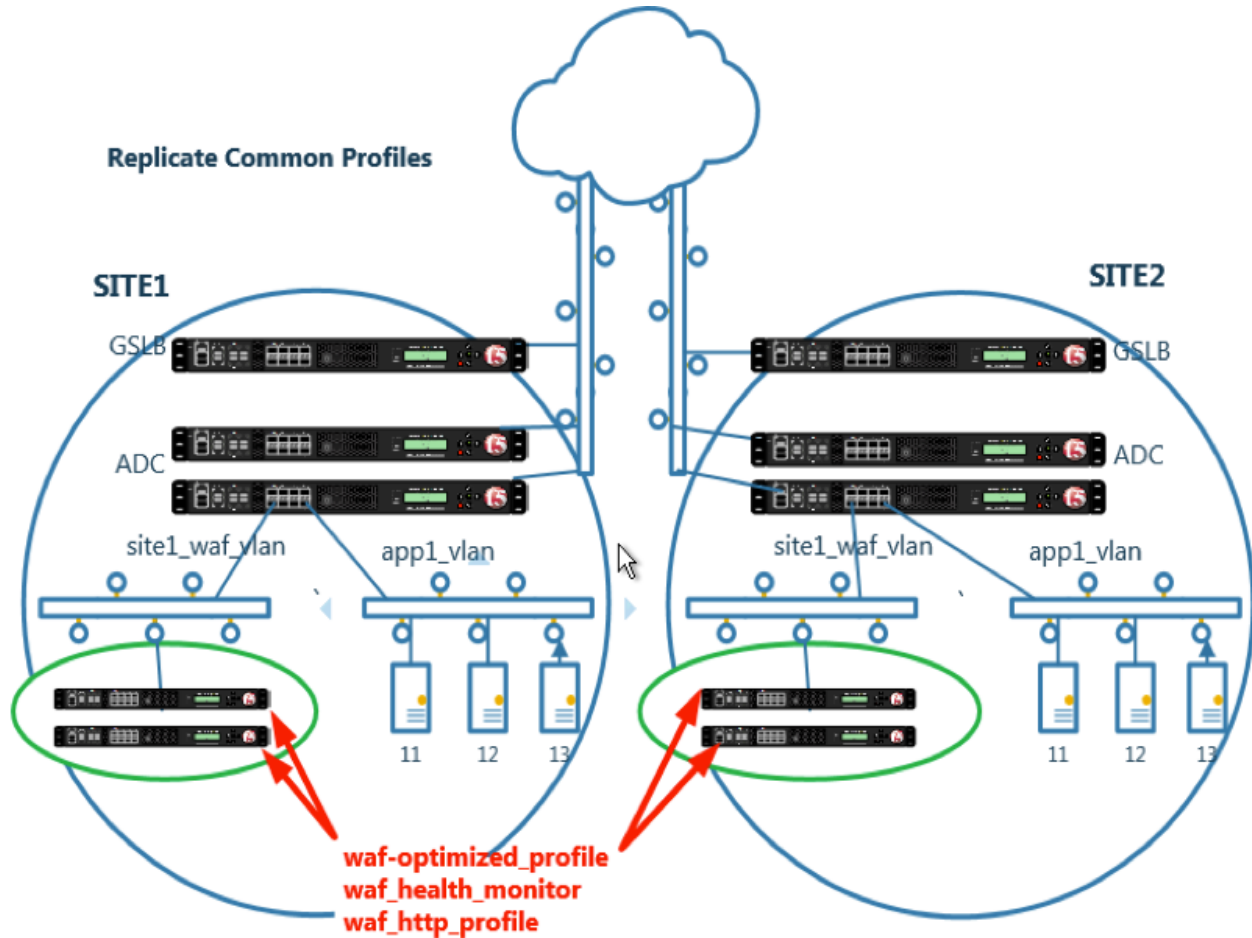 Replicate Common Profiles
SITE1
SITE2
GSLB
GSLB
ADC
ADC
site1_waf_vlan
app1_vlan
site1_waf_vlan
app1_vlan
11
12
13
11
12
13
waf-optimized_profile
waf_health_monitor
waf_http_profile